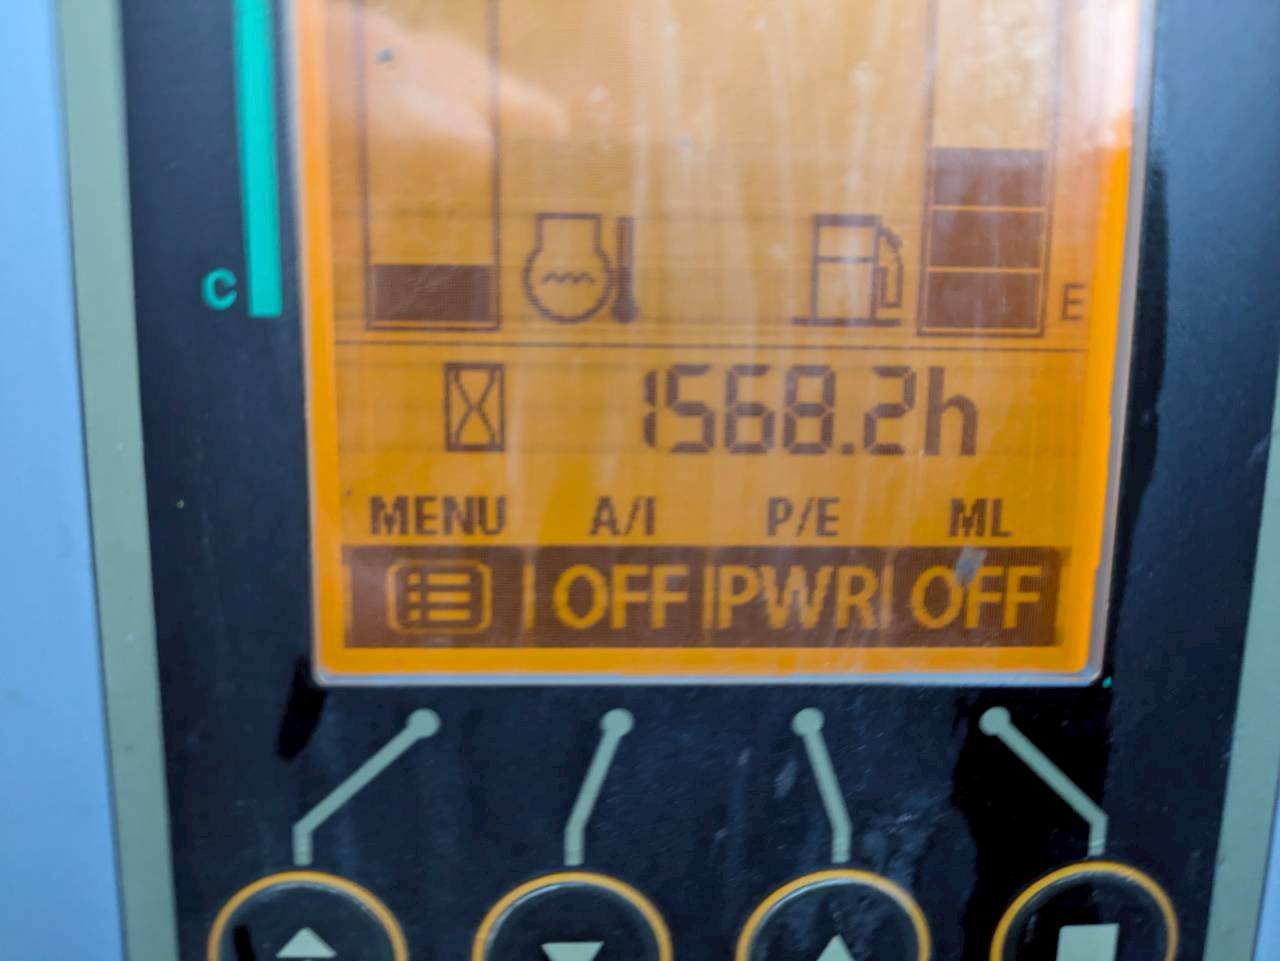 C
E
1568.2h
MENU A/I P/E ML
OFF PWR OFF